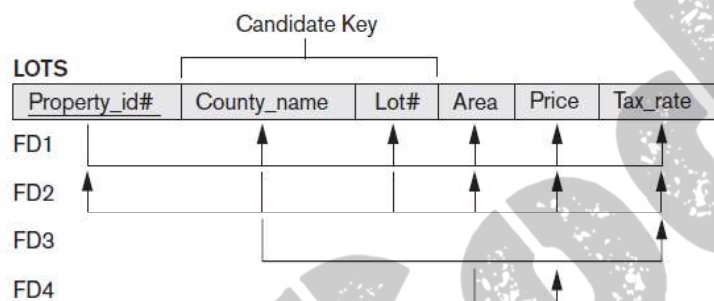 Candidate Key
LOTS
Property_id# County_name Lot# Area Price Tax_rate
FD1
FD2
FD3
FD4